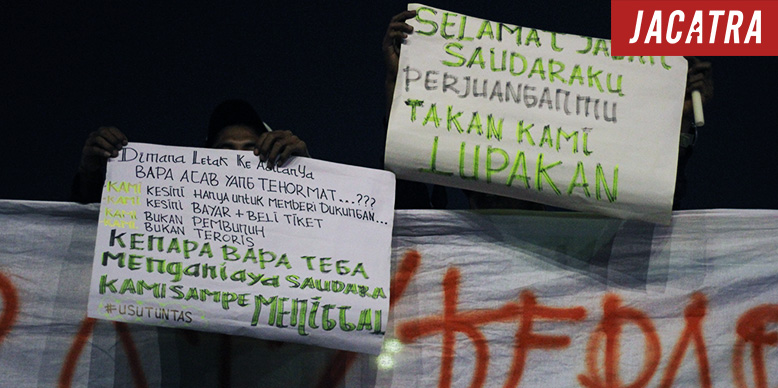 JACATRA
SELAMAT JALAN
SAUDARAKU
PERJUANGANMU
TAKAN KAMI
LUPAKAN
Dimana Letak Keadilanya
BAPA ACAB YANG TEHORMAT...???
-KAMI KESINI HANYA UNTUK MEMBERI DUKUNGAN...
-KAMI KESINI BAYAR + BELI TIKET
-KAMI BUKAN PEMBUNUH
-KAMI BUKAN TERORIS
KENAPA BAPA TEGA
MENGANIAYA SAUDARA
KAMI SAMPE MENINGGAL
#USUTUNTAS